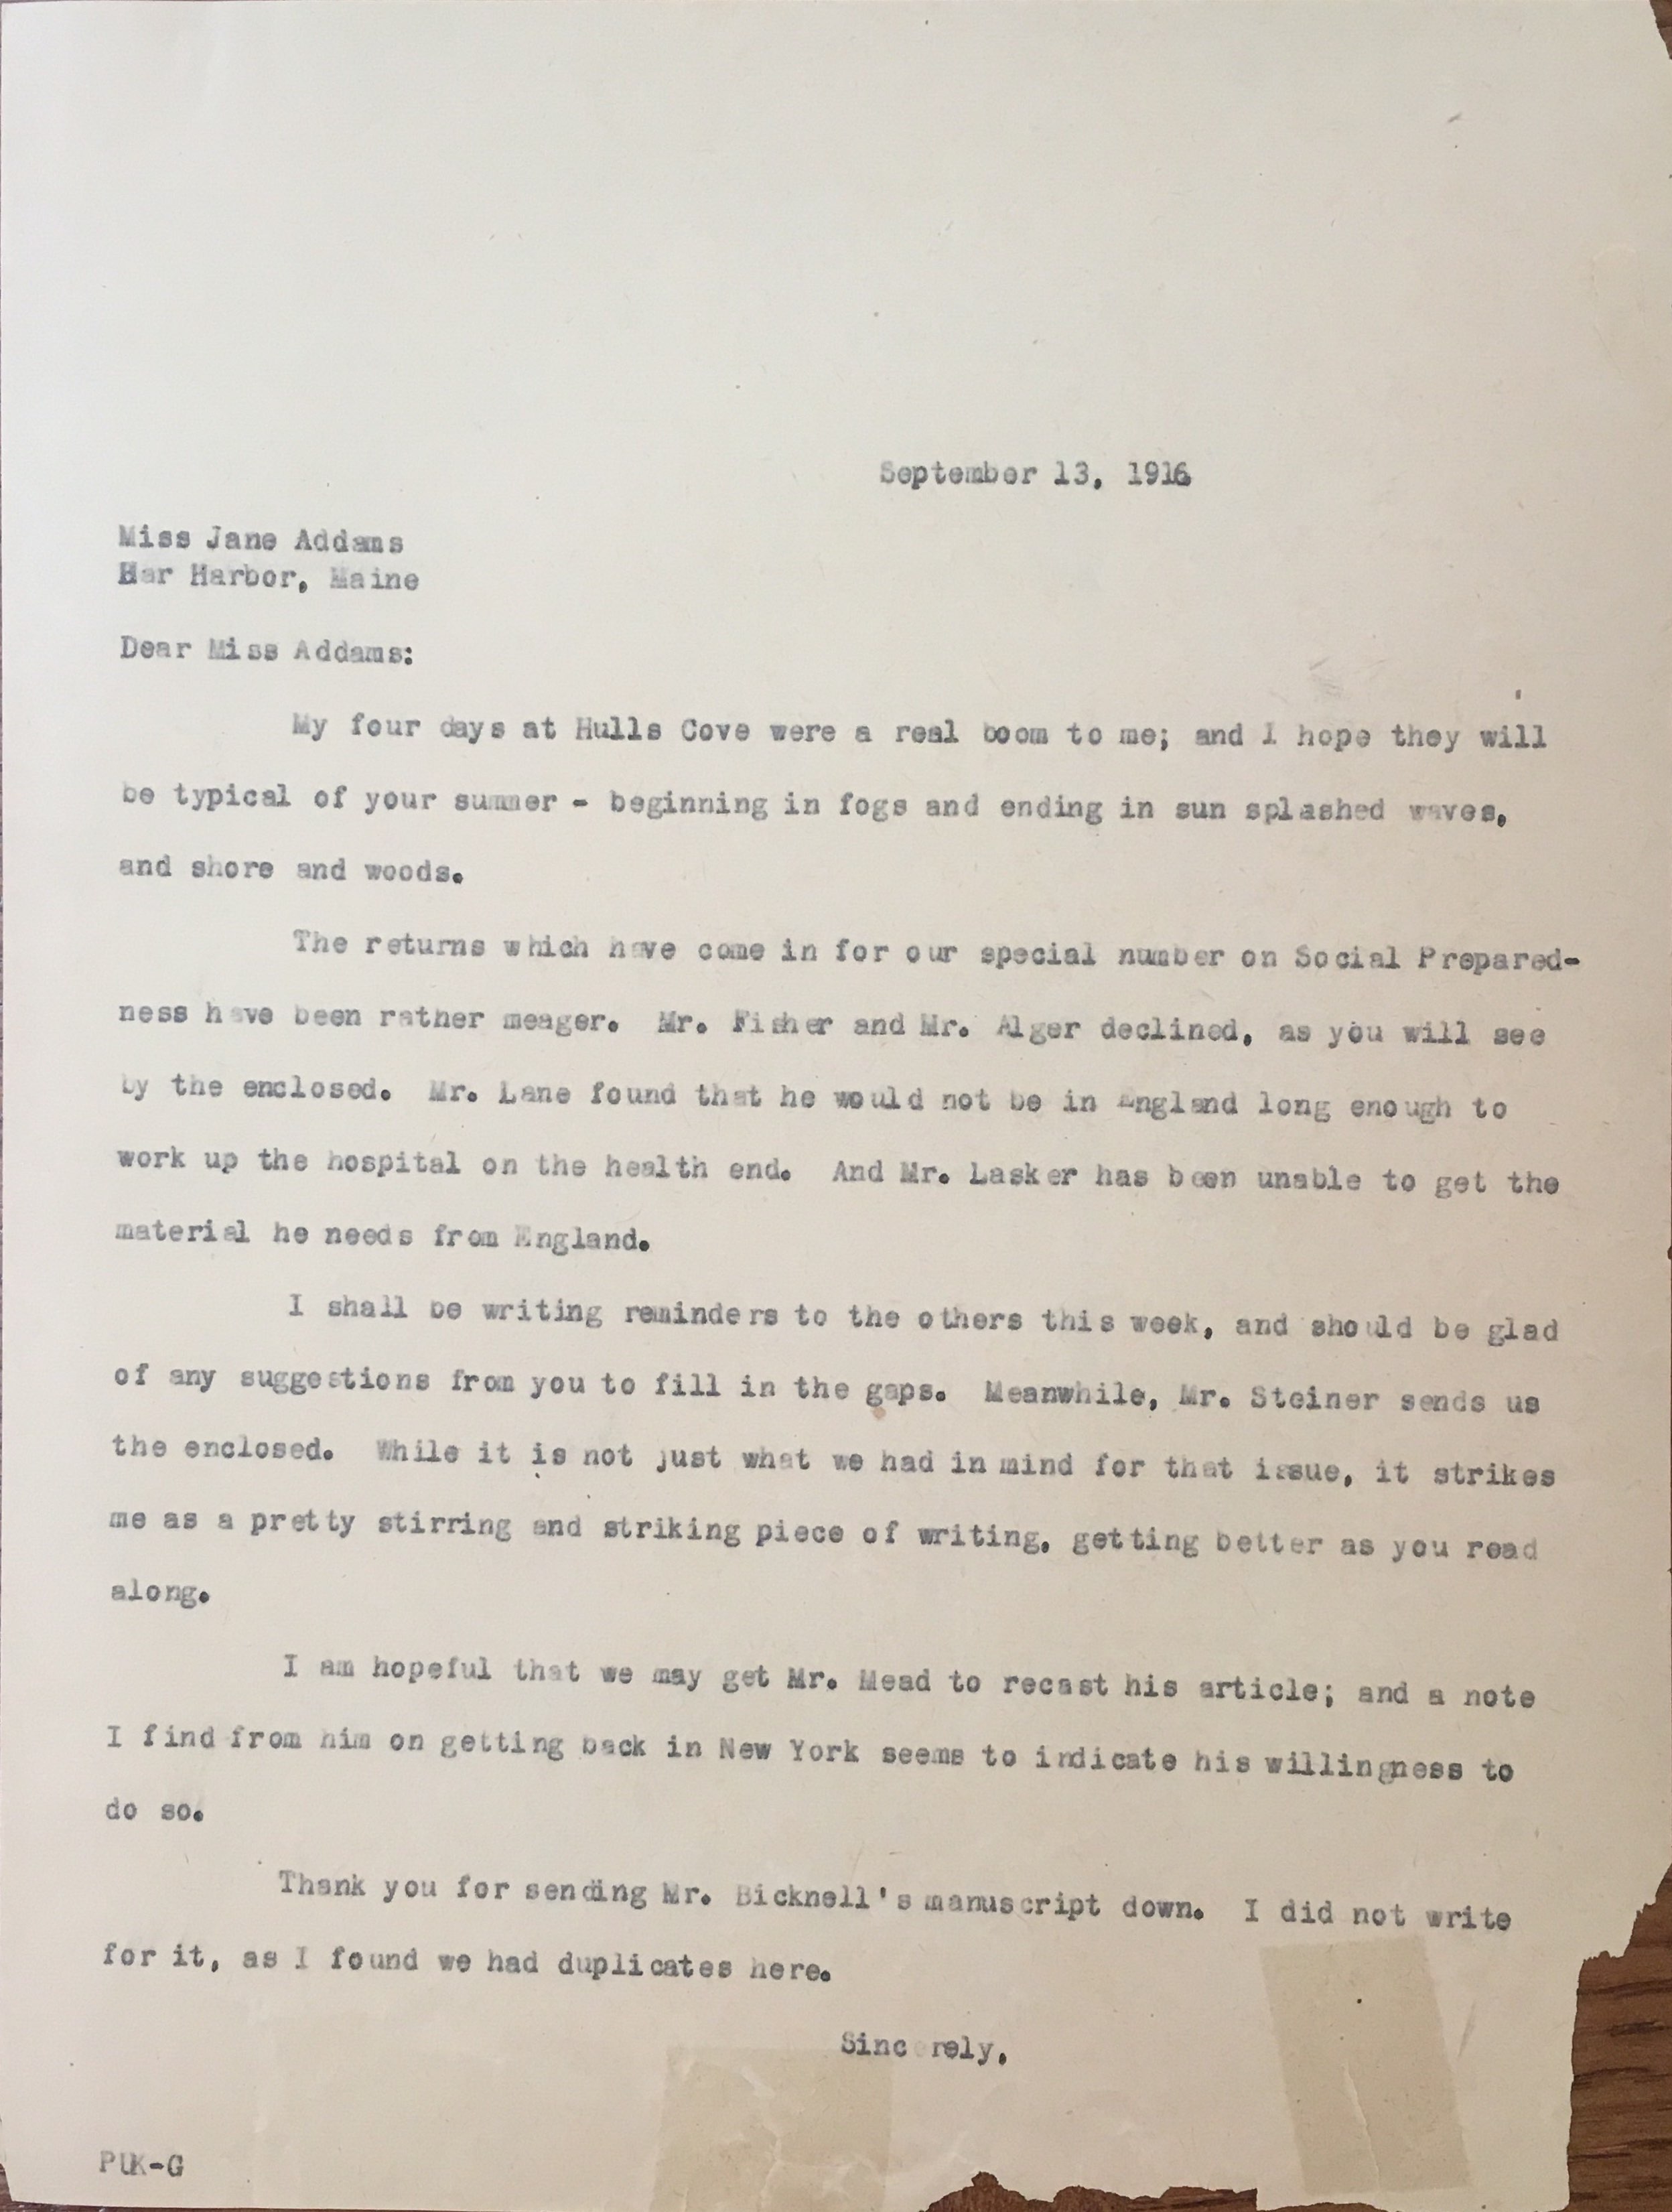 September 13, 1916
Miss Jane Addams
Bar Harbor, Maine
Dear Miss Addams:
My four days at Hulls Cove were a real boom to me; and I hope they will
be typical of your summer - beginning in fogs and ending in sun splashed waves,
and shore and woods.
The returns which have come in for our special number on Social Prepared-
ness have been rather meager. Mr. Fisher and Mr. Alger declined, as you will see
by the enclosed. Mr. Lane found that he would not be in England long enough to
work up the hospital on the health end. And Mr. Lasker has been unable to get the
material he needs from England.
I shall be writing reminders to the others this week, and should be glad
of any suggestions from you to fill in the gaps. Meanwhile, Mr. Steiner sends us
the enclosed. While it is not just what we had in mind for that issue, it strikes
me as a pretty stirring and striking piece of writing, getting better as you read
along.
I am hopeful that we may get Mr. Mead to recast his article; and a note
I find from him on getting back in New York seems to indicate his willingness to
do so.
Thank you for sending Mr. Bicknell's manuscript down. I did not write
for it, as I found we had duplicates here.
Sincerely,
PUK-G